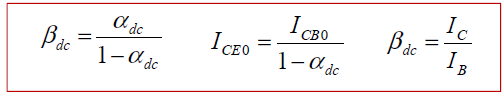 β_dc = α_dc / (1 − α_dc)    I_CE0 = I_CB0 / (1 − α_dc)    β_dc = I_C / I_B